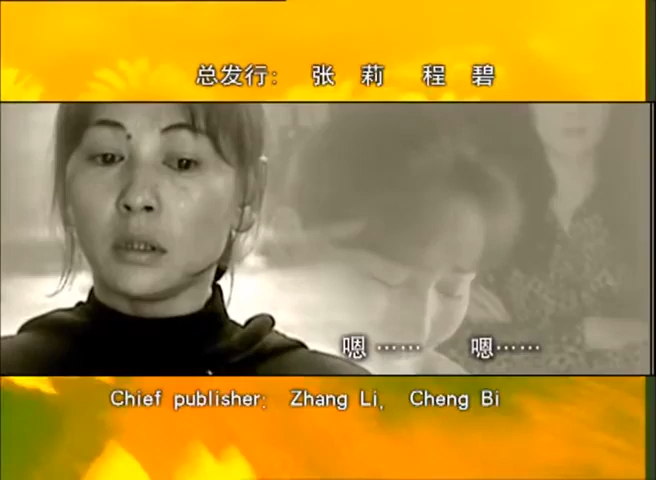 总发行： 张 莉 程 碧
嗯…… 嗯……
Chief publisher: Zhang Li, Cheng Bi